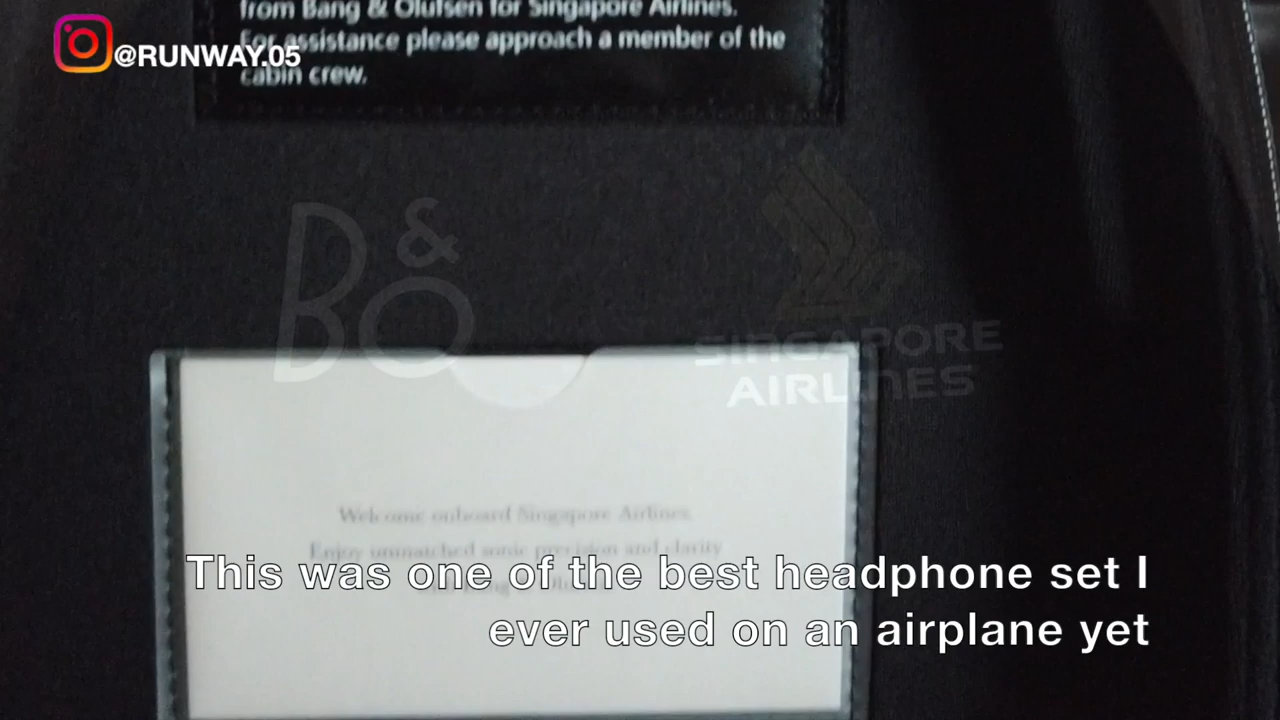 from Bang & Olufsen for Singapore Airlines.
For assistance please approach a member of the
cabin crew.
@RUNWAY.05
B&O
SINGAPORE
AIRLINES
Welcome onboard Singapore Airlines.
Enjoy unmatched sonic precision and clarity
This was one of the best headphone set I
ever used on an airplane yet